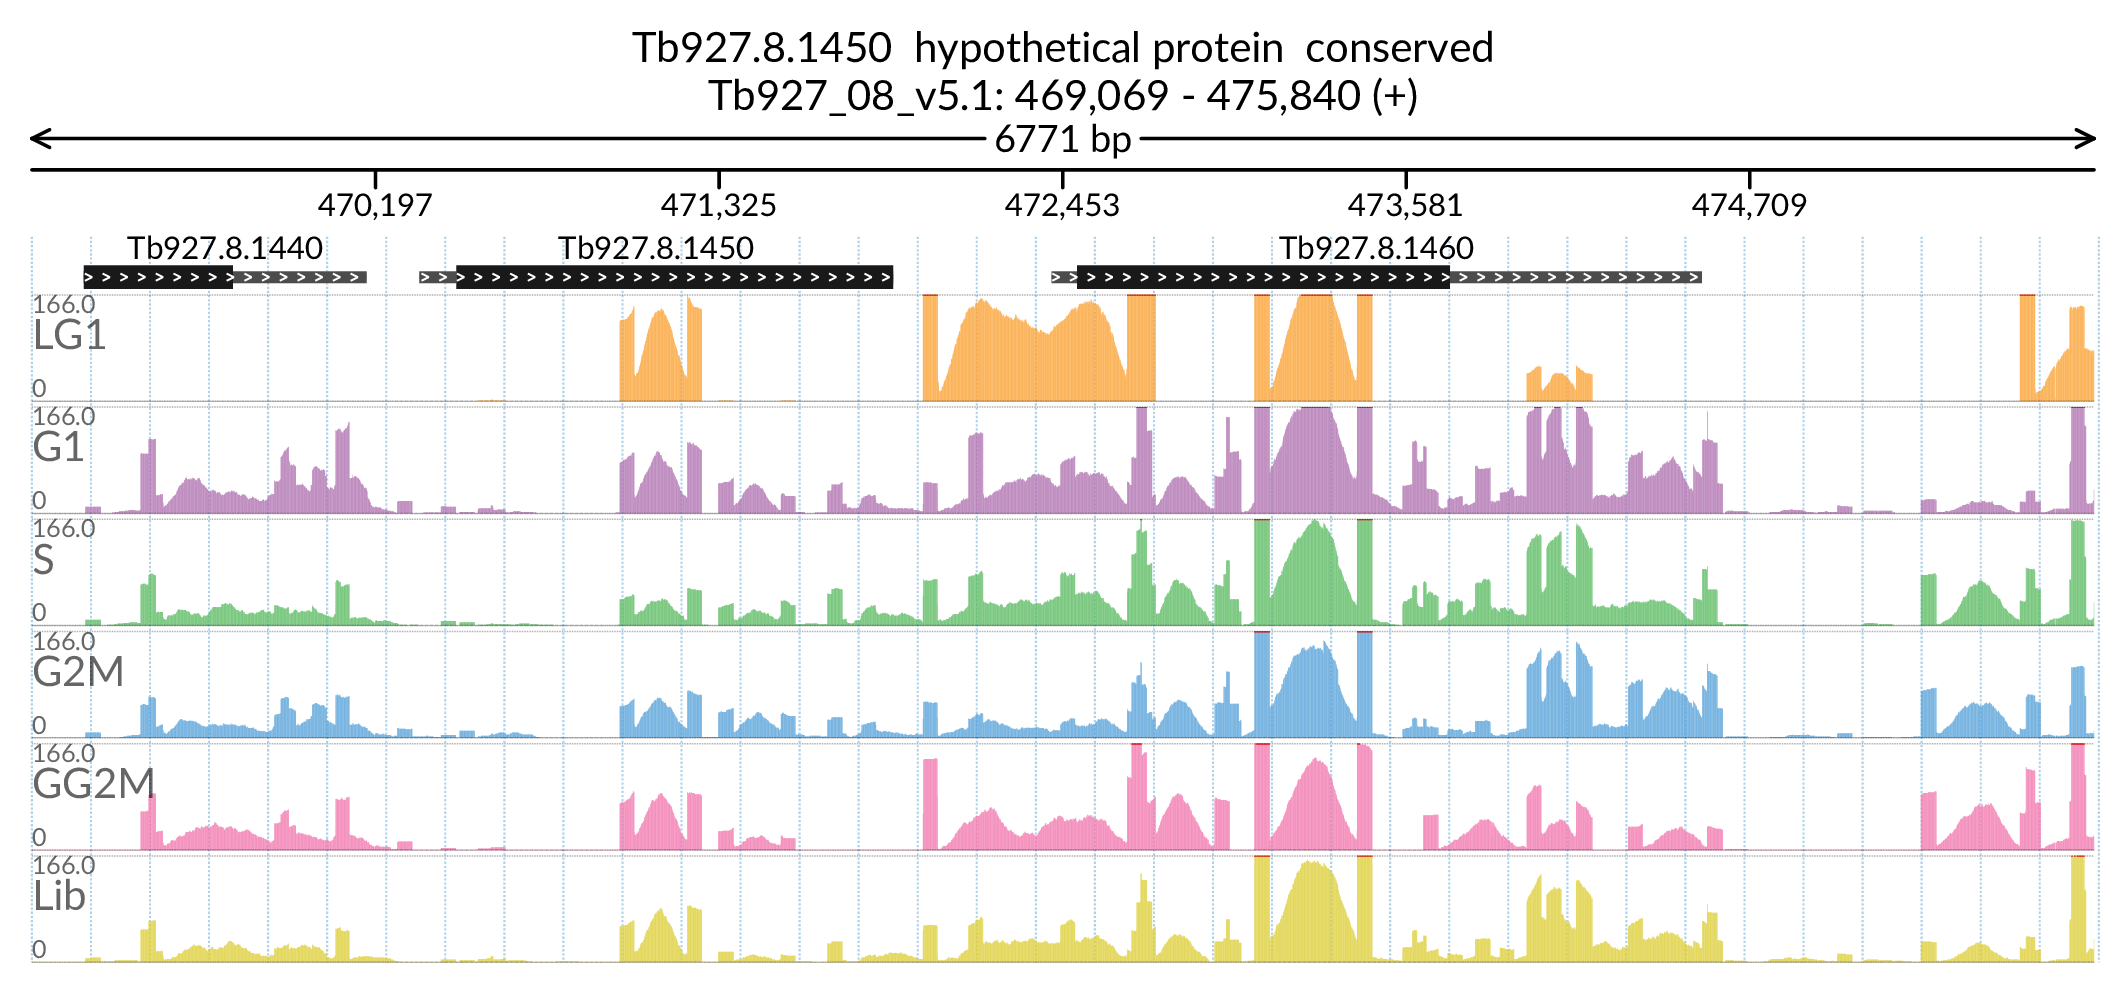 Tb927.8.1450  hypothetical protein  conserved
Tb927_08_v5.1: 469,069 - 475,840 (+)
6771 bp
470,197 471,325 472,453 473,581 474,709
Tb927.8.1440 Tb927.8.1450 Tb927.8.1460
166.0
LG1
0
166.0
G1
0
166.0
S
0
166.0
G2M
0
166.0
GG2M
0
166.0
Lib
0